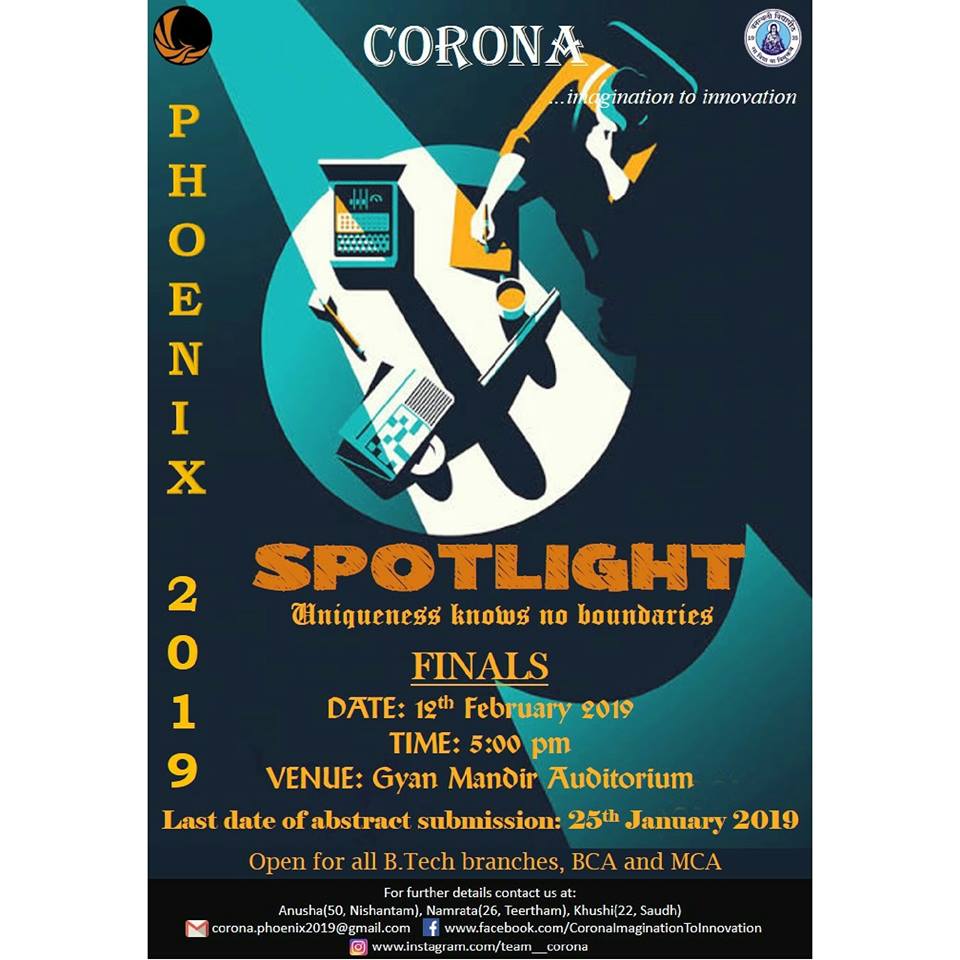 CORONA
...imagination to innovation
PHOENIX 2019
SPOTLIGHT
Uniqueness knows no boundaries
FINALS
DATE: 12th February 2019
TIME: 5:00 pm
VENUE: Gyan Mandir Auditorium
Last date of abstract submission: 25th January 2019
Open for all B.Tech branches, BCA and MCA
For further details contact us at:
Anusha(50, Nishantam), Namrata(26, Teertham), Khushi(22, Saudh)
corona.phoenix2019@gmail.com www.facebook.com/CoronaImaginationToInnovation
www.instagram.com/team__corona